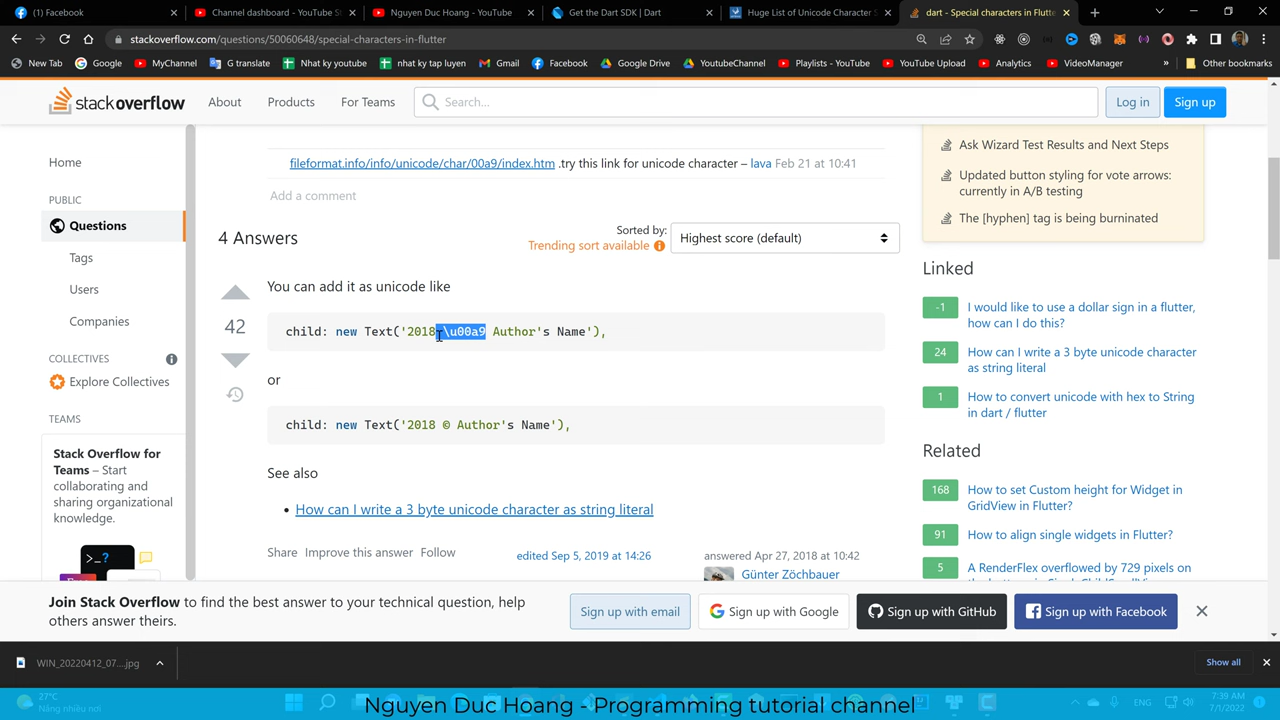 (1) Facebook
Channel dashboard - YouTube S
Nguyen Duc Hoang - YouTube
Get the Dart SDK | Dart
Huge List of Unicode Character S
dart - Special characters in Flutte
stackoverflow.com/questions/50060648/special-characters-in-flutter
New Tab
Google
MyChannel
G translate
Nhat ky youtube
nhat ky tap luyen
Gmail
Facebook
Google Drive
YoutubeChannel
Playlists - YouTube
YouTube Upload
Analytics
VideoManager
»
Other bookmarks
stackoverflow
About
Products
For Teams
Search...
Log in
Sign up
Home
PUBLIC
Questions
Tags
Users
Companies
COLLECTIVES
Explore Collectives
TEAMS
Stack Overflow for
Teams – Start
collaborating and
sharing organizational
knowledge.
fileformat.info/info/unicode/char/00a9/index.htm .try this link for unicode character – lava Feb 21 at 10:41
Add a comment
4 Answers
Sorted by:
Trending sort available
Highest score (default)
42
You can add it as unicode like
child: new Text('2018 \u00a9 Author's Name'),
or
child: new Text('2018 © Author's Name'),
See also
• How can I write a 3 byte unicode character as string literal
Share Improve this answer Follow
edited Sep 5, 2019 at 14:26
answered Apr 27, 2018 at 10:42
Günter Zöchbauer
Ask Wizard Test Results and Next Steps
Updated button styling for vote arrows:
currently in A/B testing
The [hyphen] tag is being burninated
Linked
-1 I would like to use a dollar sign in a flutter,
how can I do this?
24 How can I write a 3 byte unicode character
as string literal
1 How to convert unicode with hex to String
in dart / flutter
Related
168 How to set Custom height for Widget in
GridView in Flutter?
91 How to align single widgets in Flutter?
5 A RenderFlex overflowed by 729 pixels on
Join Stack Overflow to find the best answer to your technical question, help
others answer theirs.
Sign up with email
Sign up with Google
Sign up with GitHub
Sign up with Facebook
WIN_20220412_07....jpg
Show all
27°C
Nắng nhiều nơi
Nguyen Duc Hoang - Programming tutorial channel
ENG
7:39 AM
7/1/2022